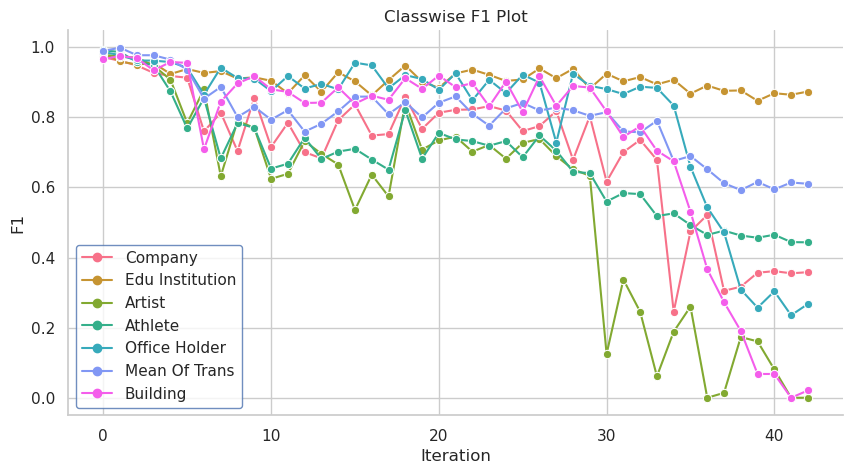 Classwise F1 Plot
1.0
0.8
0.6
0.4
0.2
0.0
F1
Company
Edu Institution
Artist
Athlete
Office Holder
Mean Of Trans
Building
0 10 20 30 40
Iteration